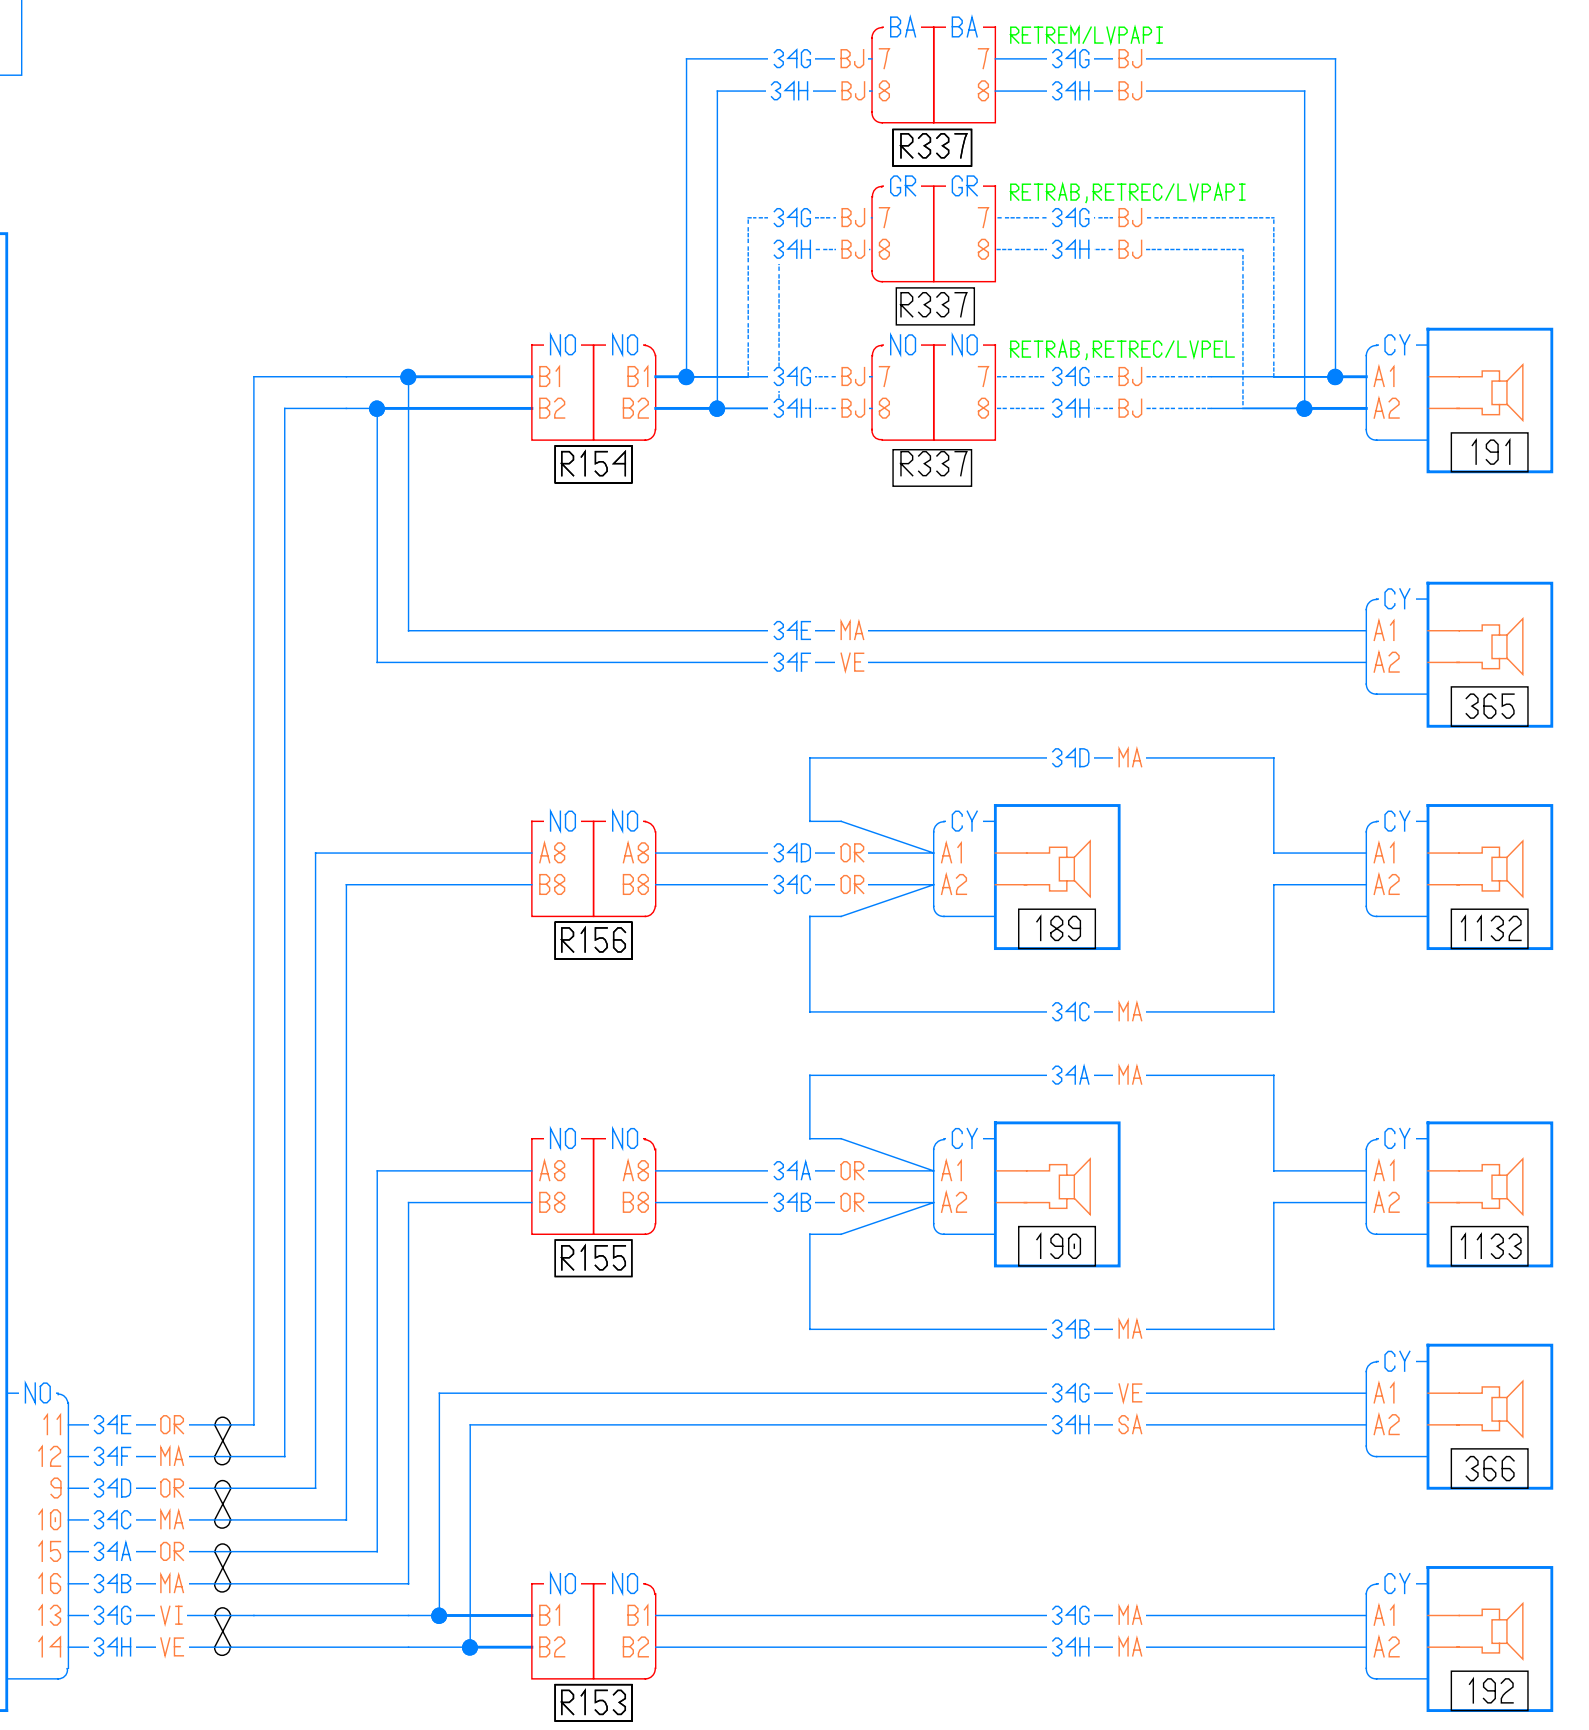 BA BA RETREM/LVPAPI
34G BJ 7 7 34G BJ
34H BJ 8 8 34H BJ
R337
GR GR RETRAB,RETREC/LVPAPI
34G BJ 7 7 34G BJ
34H BJ 8 8 34H BJ
R337
NO NO NO NO RETRAB,RETREC/LVPEL CY
B1 B1 34G BJ 7 7 34G BJ A1
B2 B2 34H BJ 8 8 34H BJ A2
R154 R337 191
CY
34E MA A1
34F VE A2
365
34D MA
NO NO CY CY
A8 A8 34D OR A1 A1
B8 B8 34C OR A2 A2
R156 189 1132
34C MA
34A MA
NO NO CY CY
A8 A8 34A OR A1 A1
B8 B8 34B OR A2 A2
R155 190 1133
34B MA
CY
NO 34G VE A1
11 34E OR 34H SA A2
12 34F MA 366
9 34D OR
10 34C MA
15 34A OR
16 34B MA NO NO CY
13 34G VI B1 B1 34G MA A1
14 34H VE B2 B2 34H MA A2
R153 192